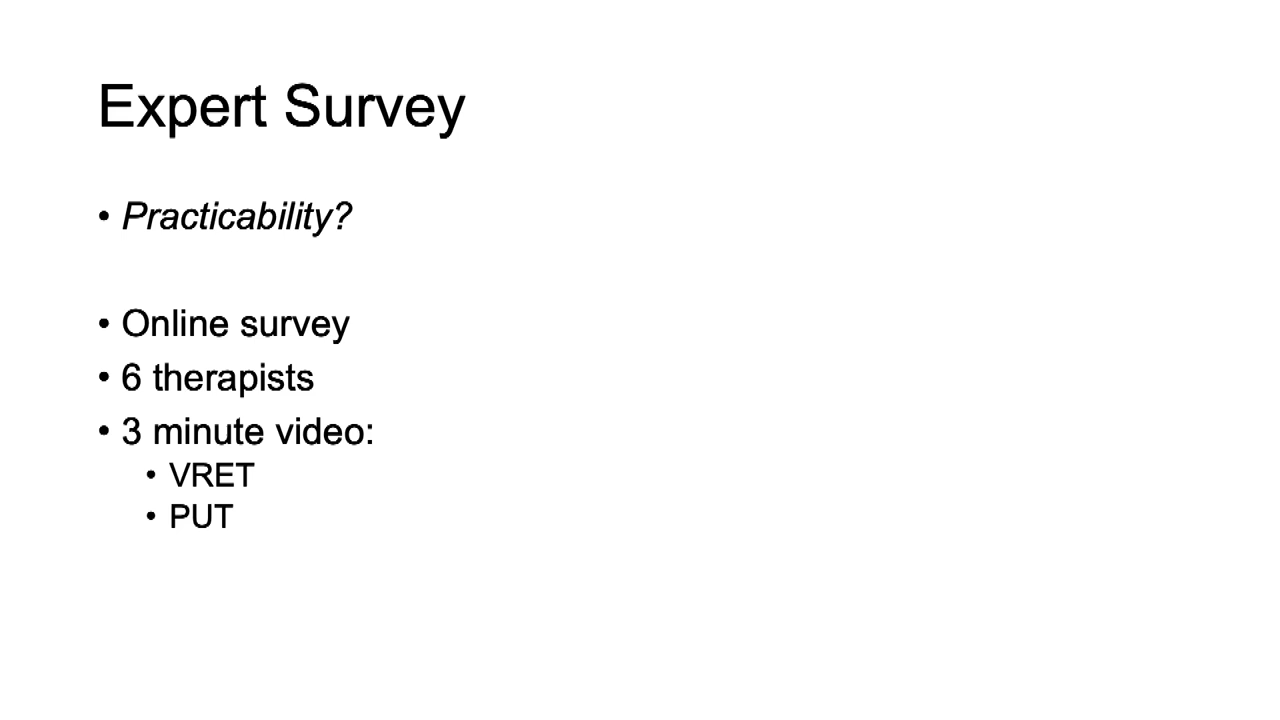 Expert Survey
• Practicability?
• Online survey
• 6 therapists
• 3 minute video:
• VRET
• PUT